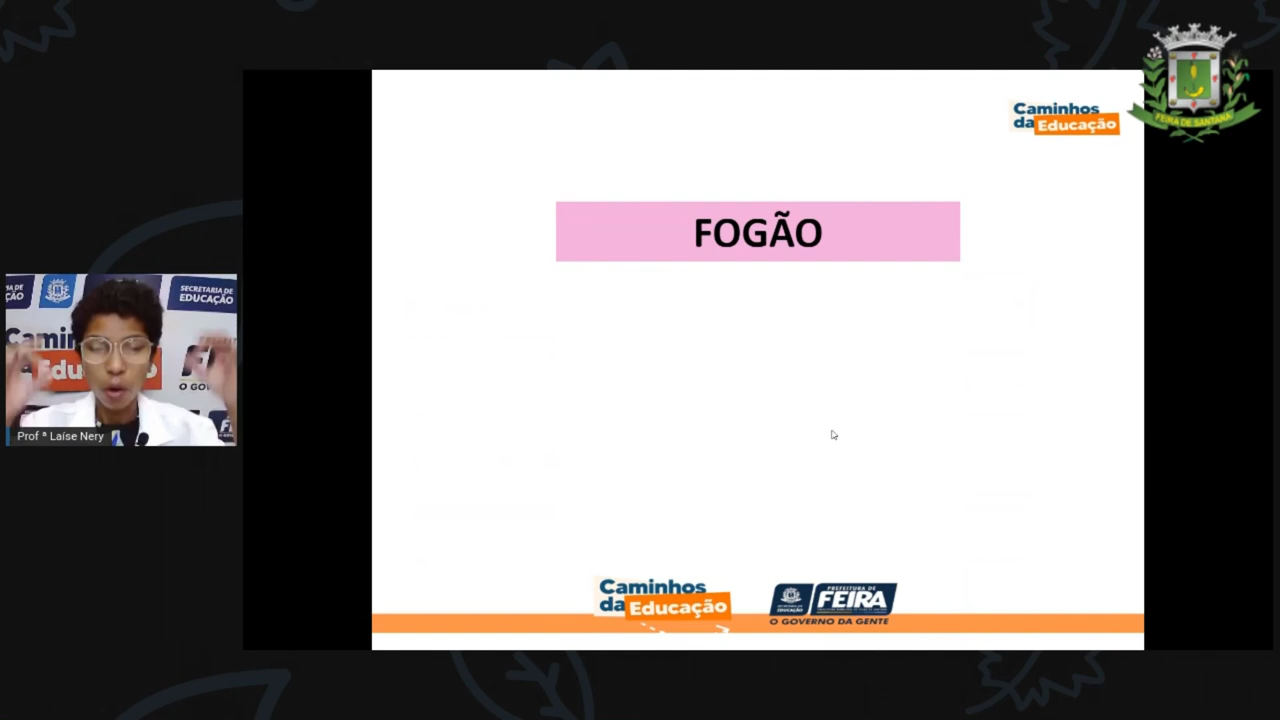 Caminhos
da Educação
FEIRA DE SANTANA
FOGÃO
SECRETARIA DE
EDUCAÇÃO
Prof ª Laíse Nery
Caminhos
da Educação
PREFEITURA DE
FEIRA
O GOVERNO DA GENTE